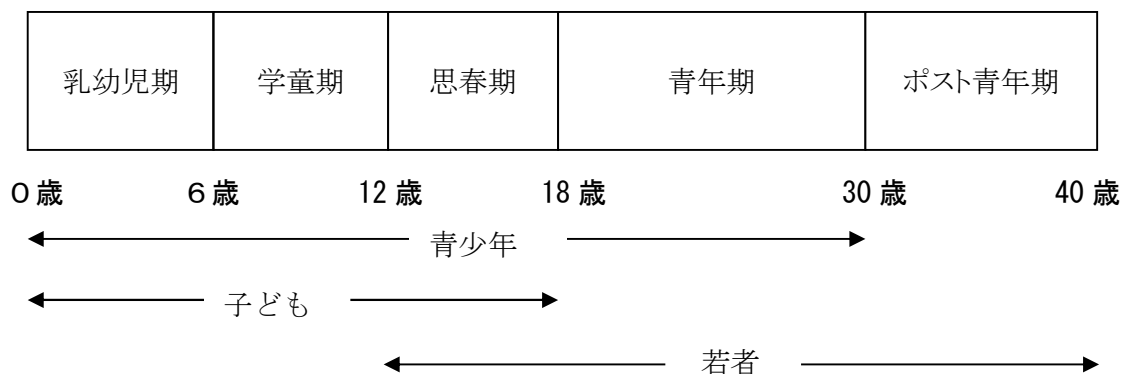 乳幼児期 学童期 思春期 青年期 ポスト青年期
0歳 6歳 12歳 18歳 30歳 40歳
青少年
子ども
若者